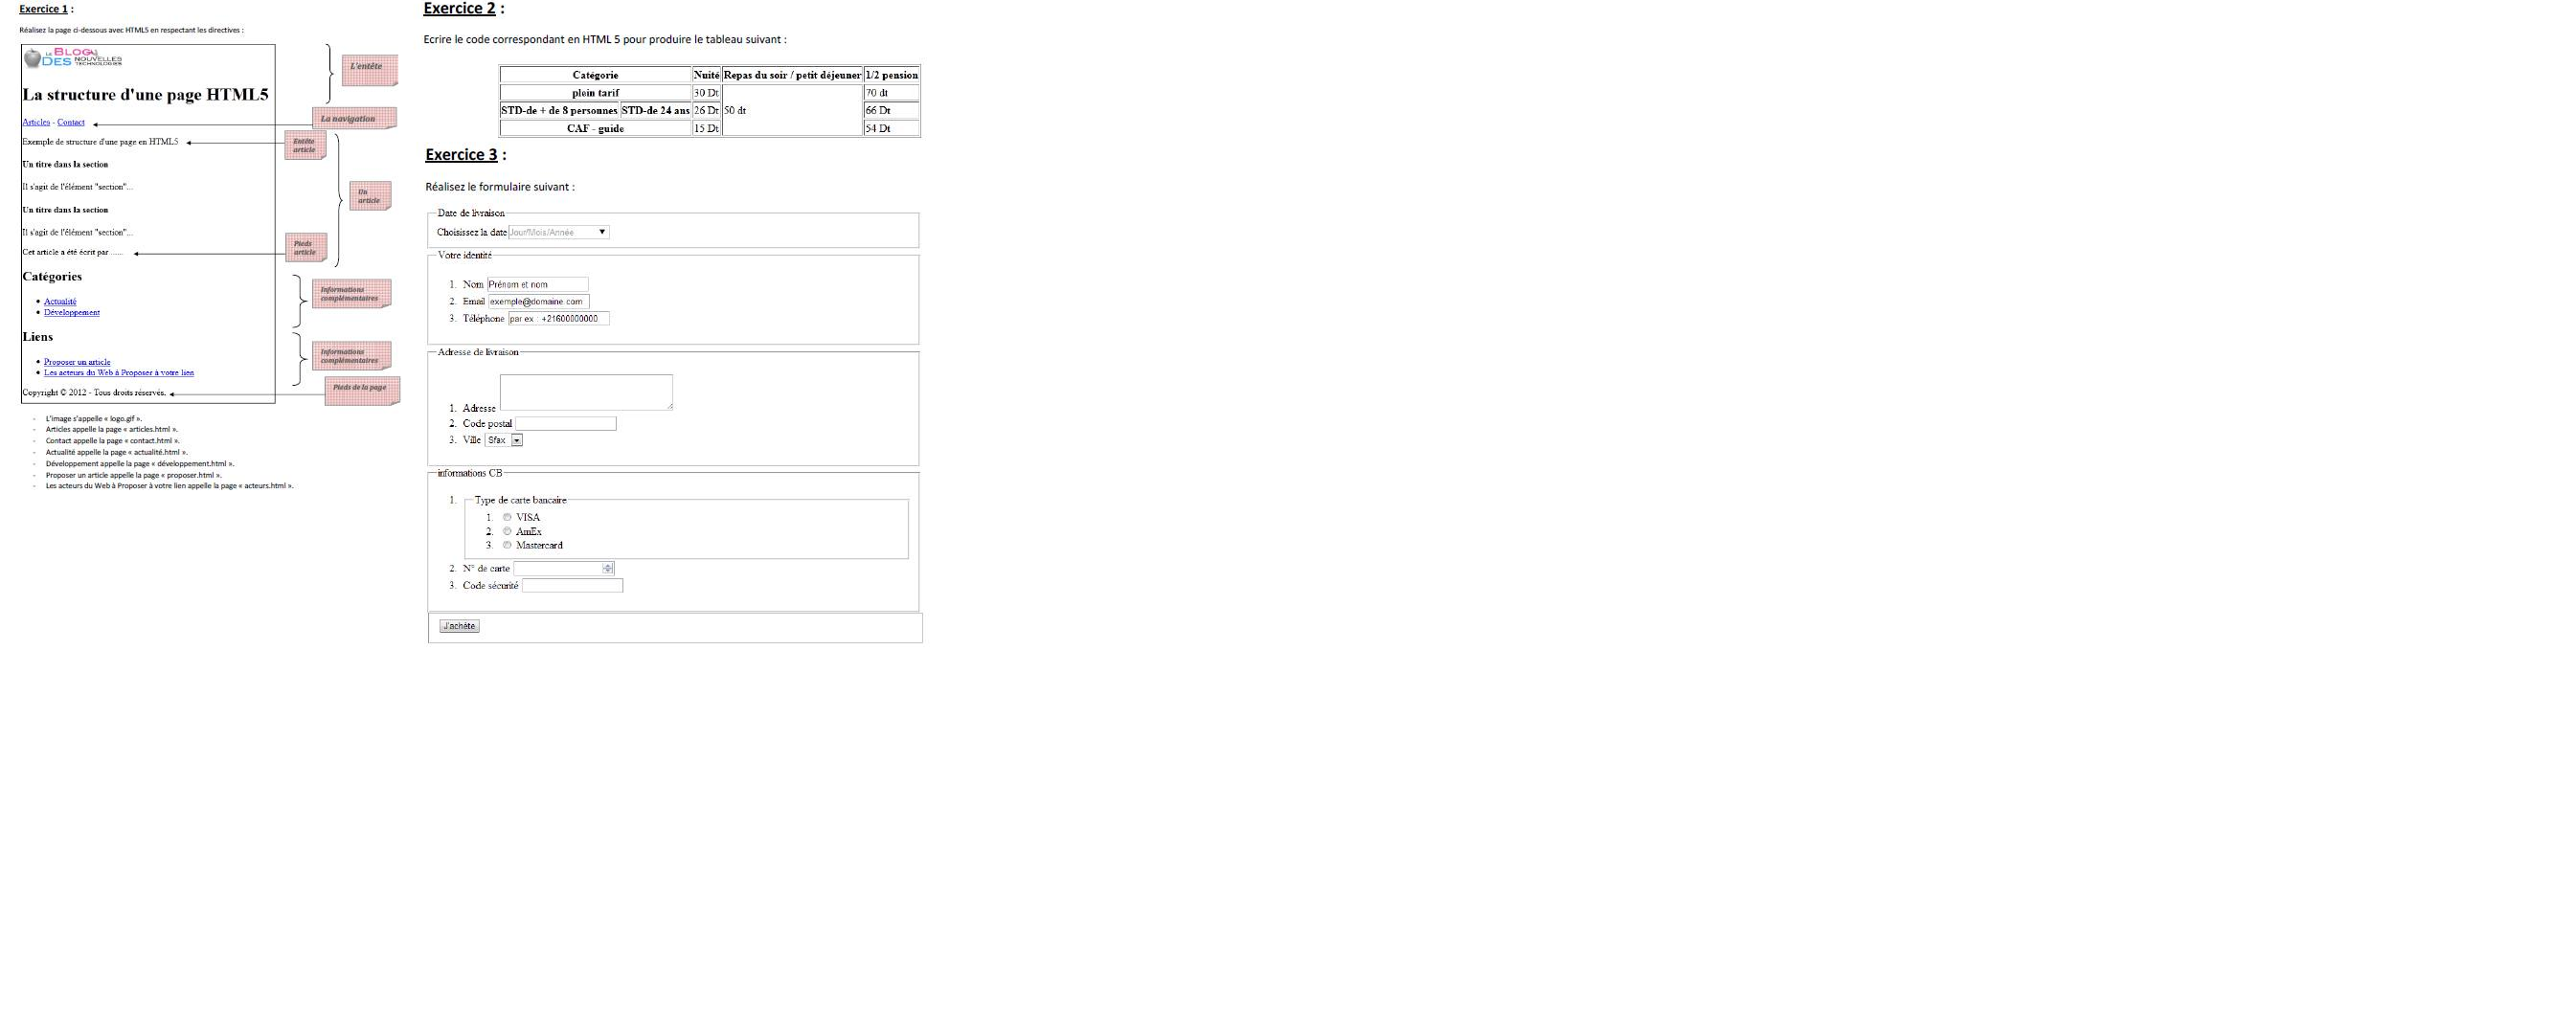 Exercice 1 :
Réalisez la page ci-dessous avec HTML5 en respectant les directives :
LE BLOG
DES NOUVELLES
TECHNOLOGIES
L'entête
La structure d'une page HTML5
La navigation
Articles - Contact
Exemple de structure d'une page en HTML5
Entête
article
Un titre dans la section
Il s'agit de l'élément "section"...
Un
article
Un titre dans la section
Il s'agit de l'élément "section"...
Pieds
article
Cet article a été écrit par ......
Catégories
Informations
complémentaires
Actualité
Développement
Liens
Informations
complémentaires
Proposer un article
Les acteurs du Web à Proposer à votre lien
Pieds de la page
Copyright © 2012 - Tous droits réservés.
- L'image s'appelle « logo.gif ».
- Articles appelle la page « articles.html ».
- Contact appelle la page « contact.html ».
- Actualité appelle la page « actualité.html ».
- Développement appelle la page « développement.html ».
- Proposer un article appelle la page « proposer.html ».
- Les acteurs du Web à Proposer à votre lien appelle la page « acteurs.html ».
Exercice 2 :
Ecrire le code correspondant en HTML 5 pour produire le tableau suivant :
Catégorie Nuité Repas du soir / petit déjeuner 1/2 pension
plein tarif 30 Dt 70 dt
STD-de + de 8 personnes STD-de 24 ans 26 Dt 50 dt 66 Dt
CAF - guide 15 Dt 54 Dt
Exercice 3 :
Réalisez le formulaire suivant :
Date de livraison
Choisissez la date Jour/Mois/Année
Votre identité
1. Nom Prénom et nom
2. Email exemple@domaine.com
3. Téléphone par ex : +21600000000
Adresse de livraison
1. Adresse
2. Code postal
3. Ville Sfax
informations CB
1. Type de carte bancaire
1. VISA
2. AmEx
3. Mastercard
2. N° de carte
3. Code sécurité
J'achète